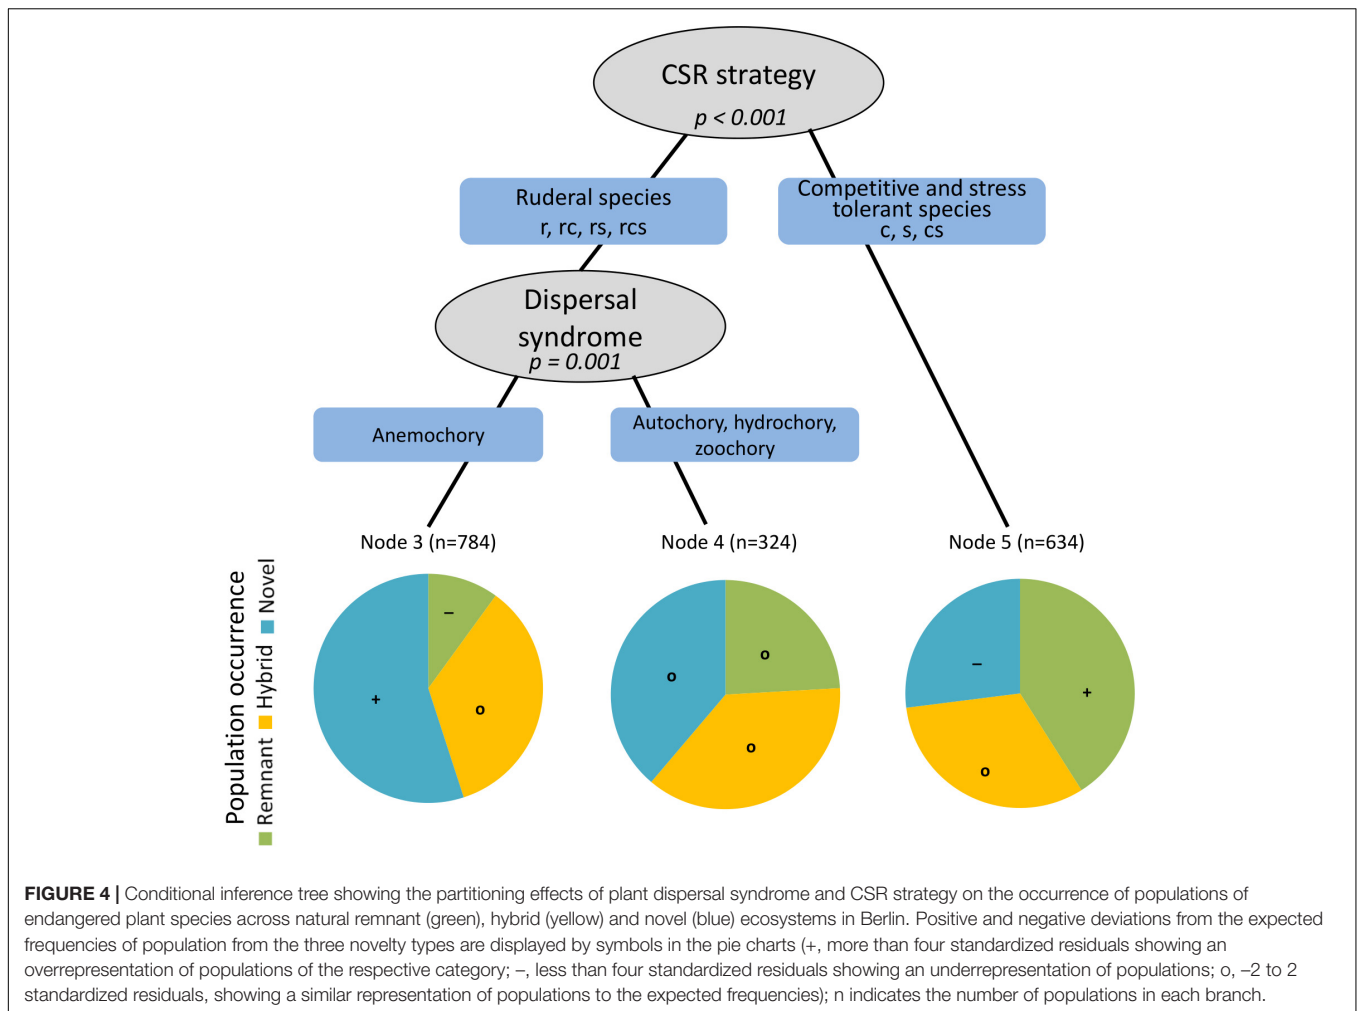 CSR strategy
p < 0.001
Ruderal species
r, rc, rs, rcs
Competitive and stress
tolerant species
c, s, cs
Dispersal
syndrome
p = 0.001
Anemochory
Autochory, hydrochory,
zoochory
Node 3 (n=784)
Node 4 (n=324)
Node 5 (n=634)
Population occurrence
Remnant Hybrid Novel
–
+
o
o
o
o
–
+
o
FIGURE 4 | Conditional inference tree showing the partitioning effects of plant dispersal syndrome and CSR strategy on the occurrence of populations of
endangered plant species across natural remnant (green), hybrid (yellow) and novel (blue) ecosystems in Berlin. Positive and negative deviations from the expected
frequencies of population from the three novelty types are displayed by symbols in the pie charts (+, more than four standardized residuals showing an
overrepresentation of populations of the respective category; –, less than four standardized residuals showing an underrepresentation of populations; o, –2 to 2
standardized residuals, showing a similar representation of populations to the expected frequencies); n indicates the number of populations in each branch.